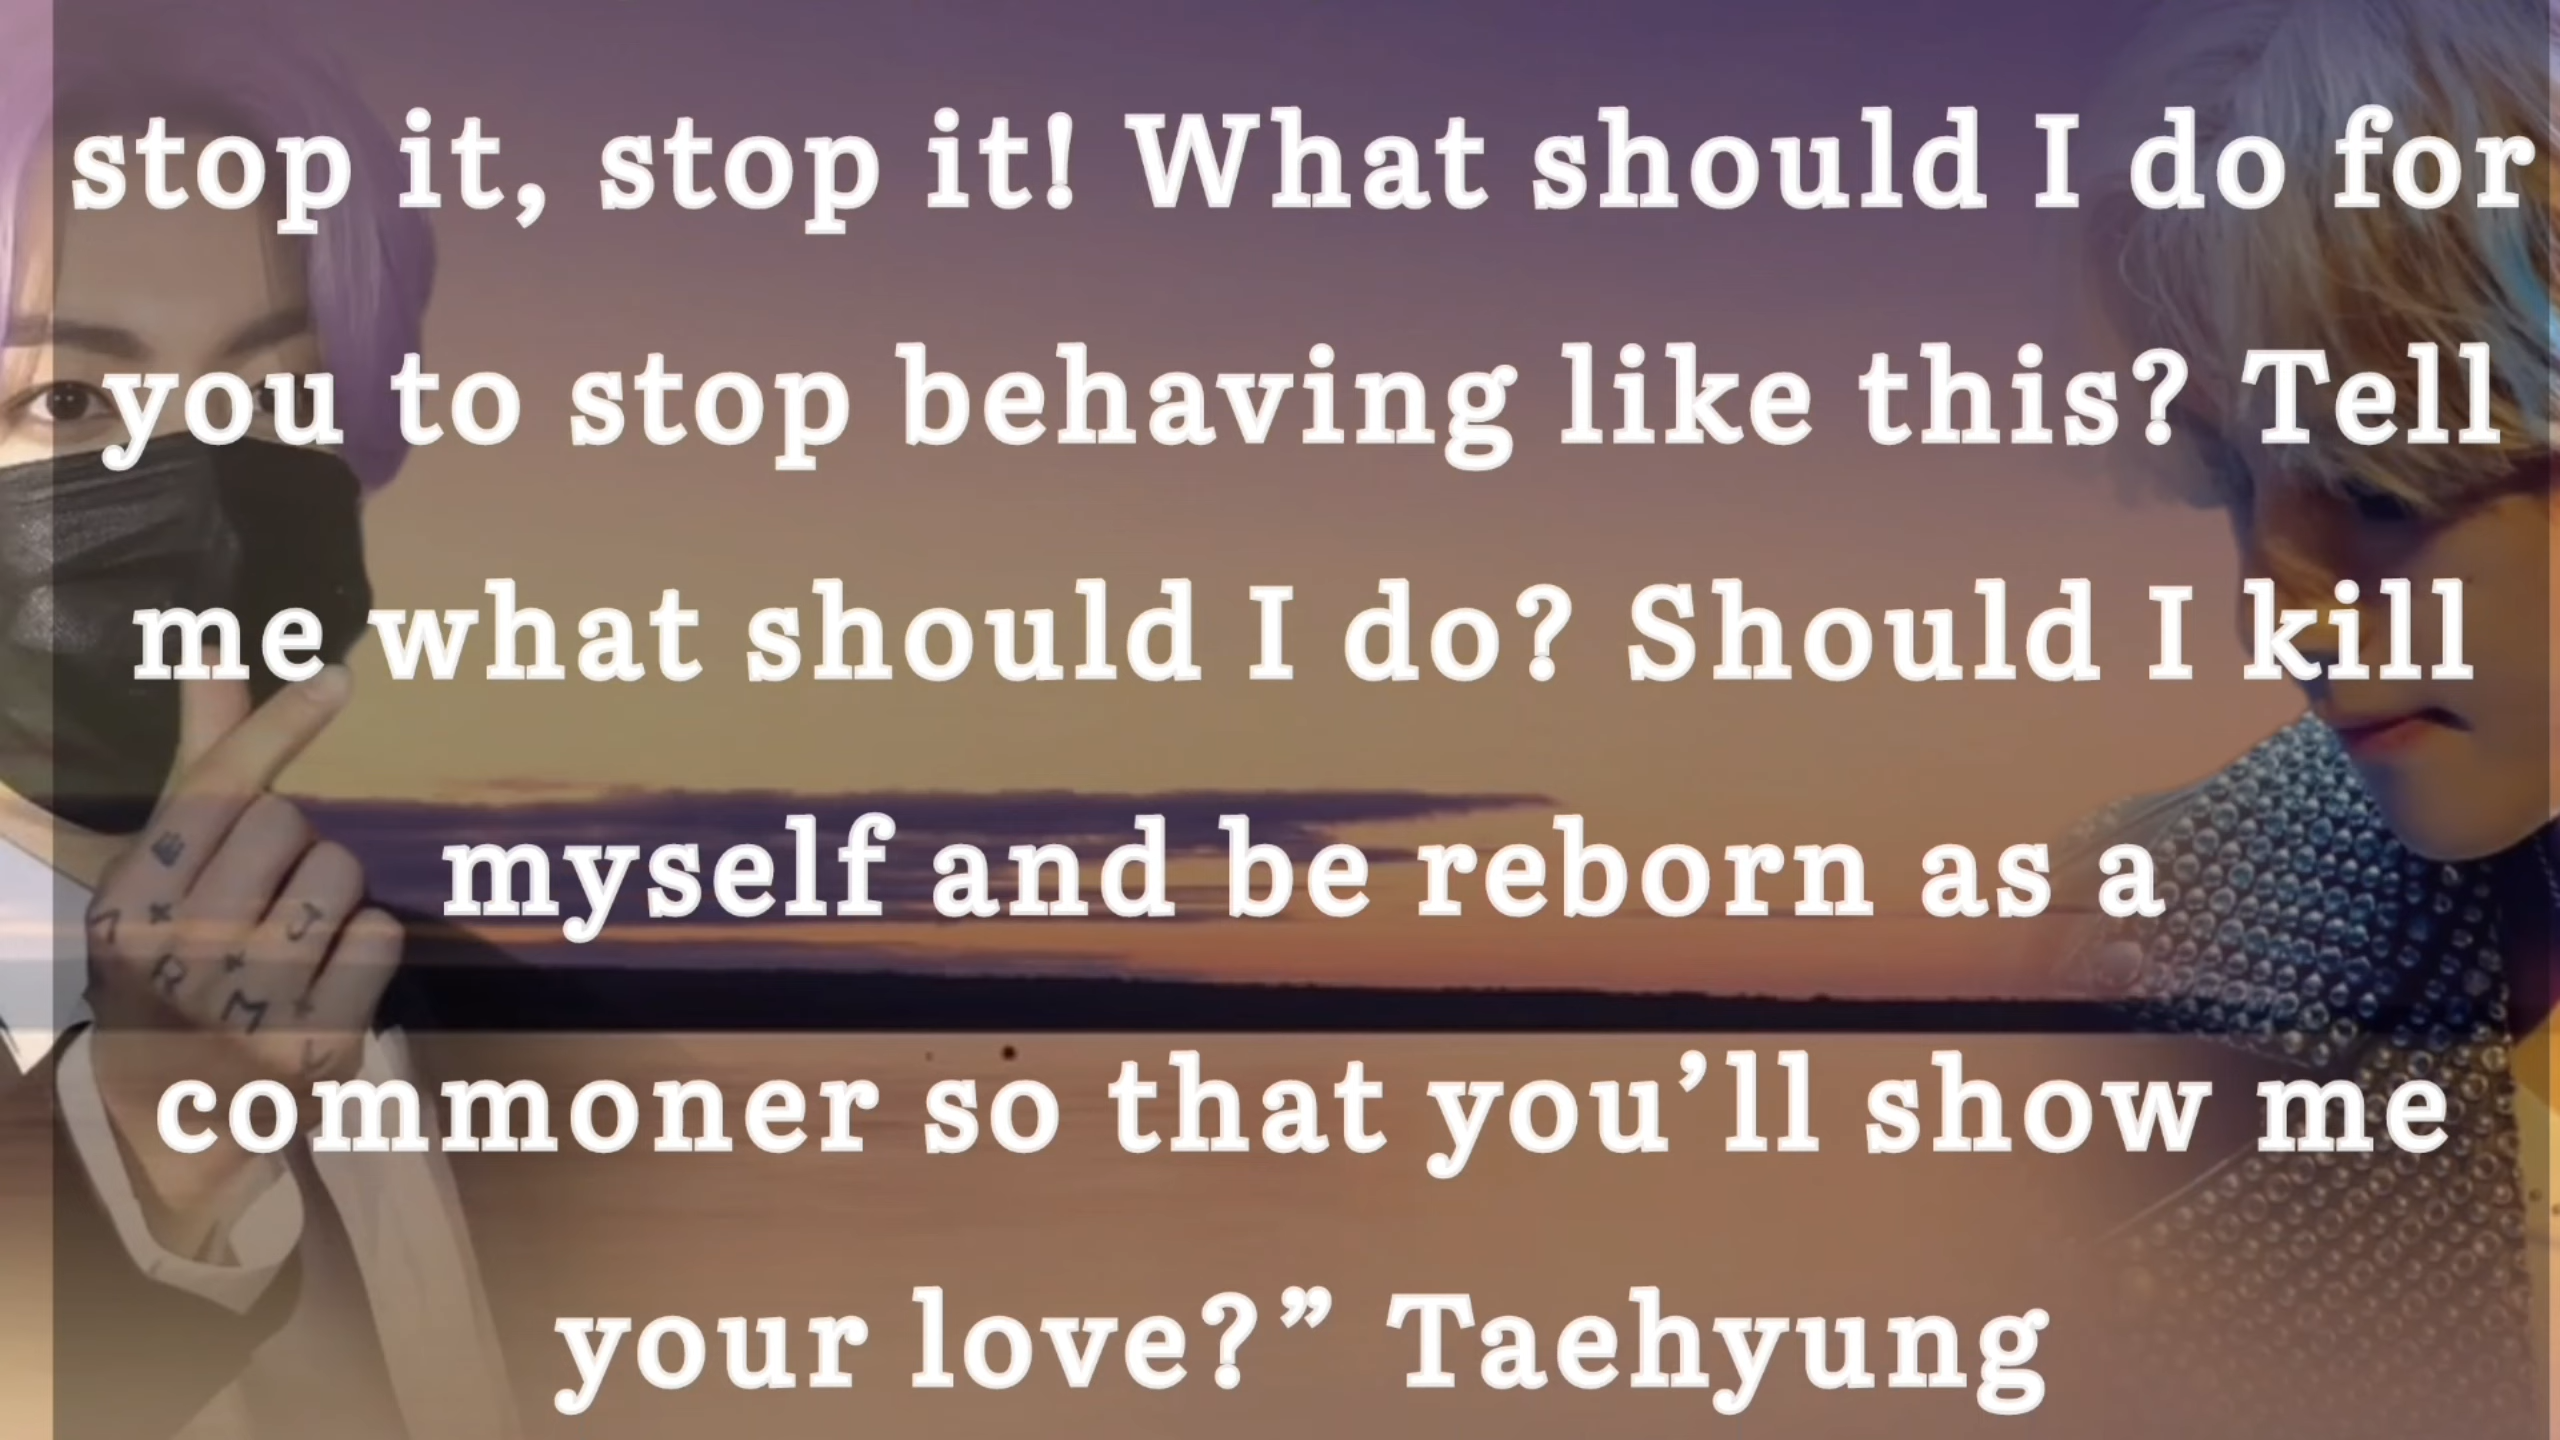 stop it, stop it! What should I do for
you to stop behaving like this? Tell
me what should I do? Should I kill
myself and be reborn as a
commoner so that you’ll show me
your love?” Taehyung